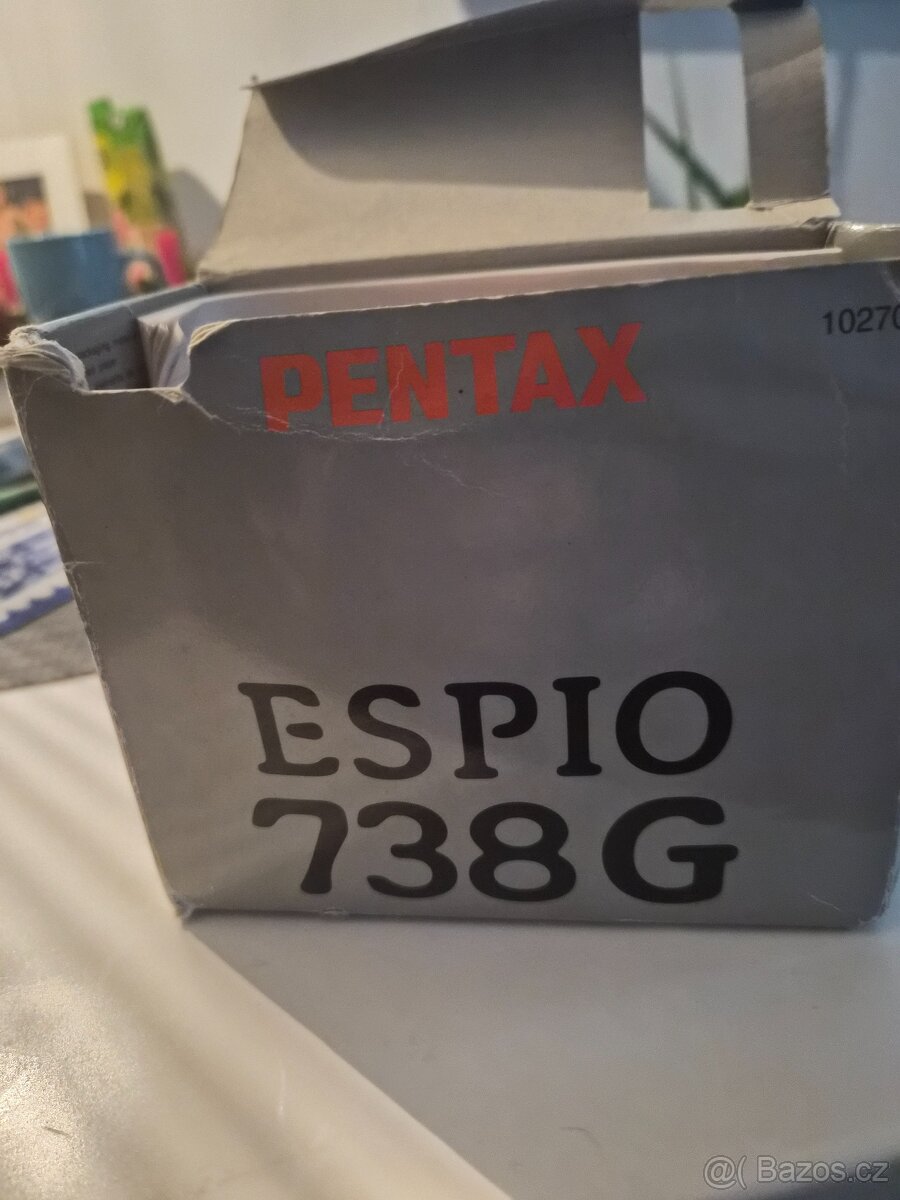 PENTAX
10270
ESPIO
738G
@( Bazos.cz